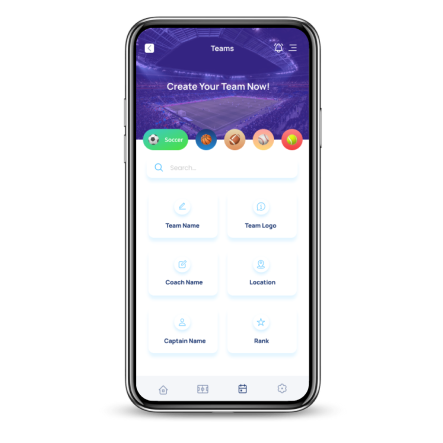 Teams
Create Your Team Now!
Soccer
Search...
Team Name
Team Logo
Coach Name
Location
Captain Name
Rank